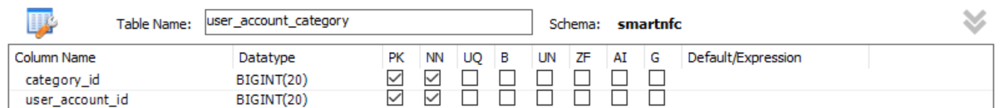 Table Name: user_account_category Schema: smartnfc
Column Name Datatype PK NN UQ B UN ZF AI G Default/Expression
category_id BIGINT(20)
user_account_id BIGINT(20)